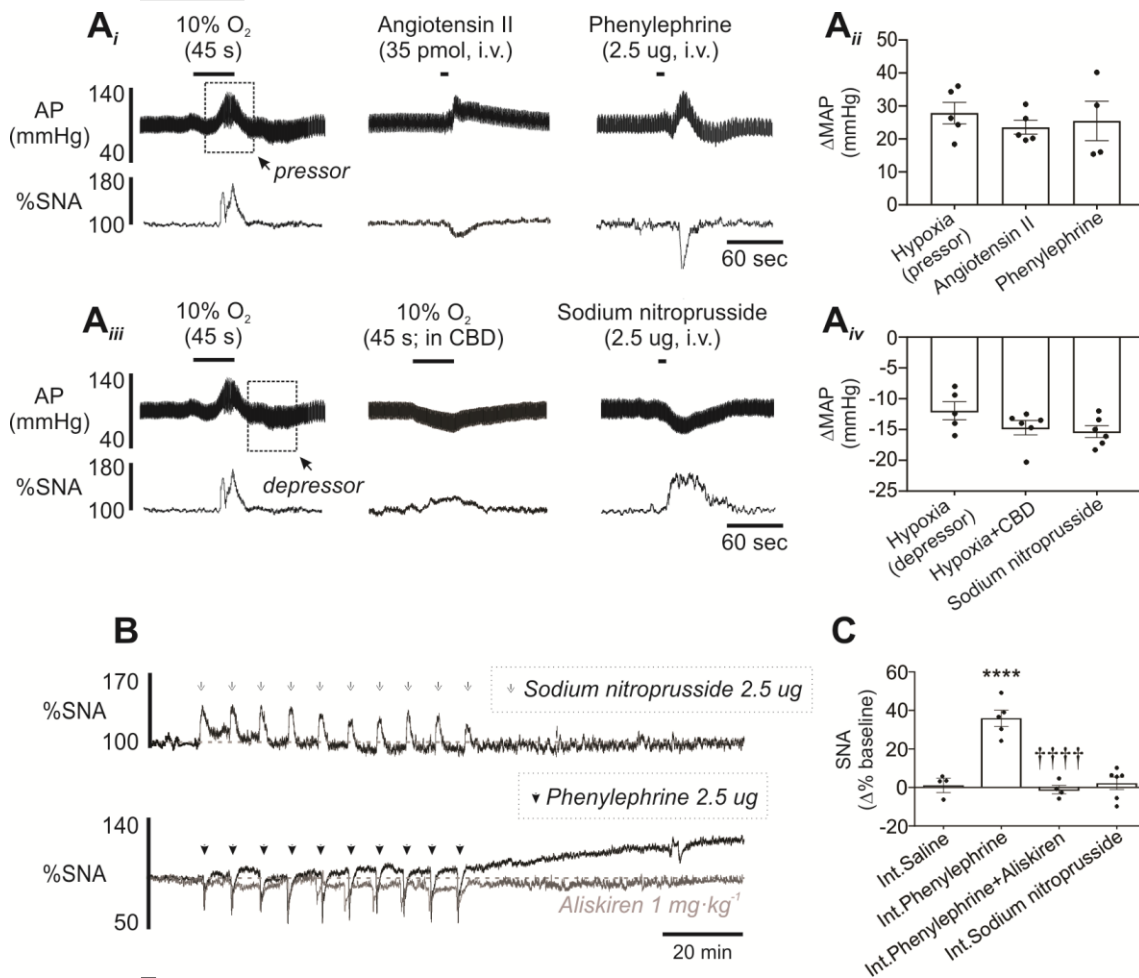 Ai
10% O2
(45 s)
Angiotensin II
(35 pmol, i.v.)
Phenylephrine
(2.5 ug, i.v.)
AP
(mmHg)
140
40
pressor
%SNA
180
100
60 sec
Aii
ΔMAP
(mmHg)
50
40
30
20
10
0
Hypoxia
(pressor)
Angiotensin II
Phenylephrine
Aiii
10% O2
(45 s)
10% O2
(45 s; in CBD)
Sodium nitroprusside
(2.5 ug, i.v.)
AP
(mmHg)
140
40
depressor
%SNA
180
100
60 sec
Aiv
ΔMAP
(mmHg)
0
-5
-10
-15
-20
-25
Hypoxia
(depressor)
Hypoxia+CBD
Sodium nitroprusside
B
%SNA
170
100
Sodium nitroprusside 2.5 ug
Phenylephrine 2.5 ug
%SNA
140
50
Aliskiren 1 mg·kg-1
20 min
C
SNA
(Δ% baseline)
60
40
20
0
-20
****
††††
Int.Saline
Int.Phenylephrine
Int.Phenylephrine+Aliskiren
Int.Sodium nitroprusside